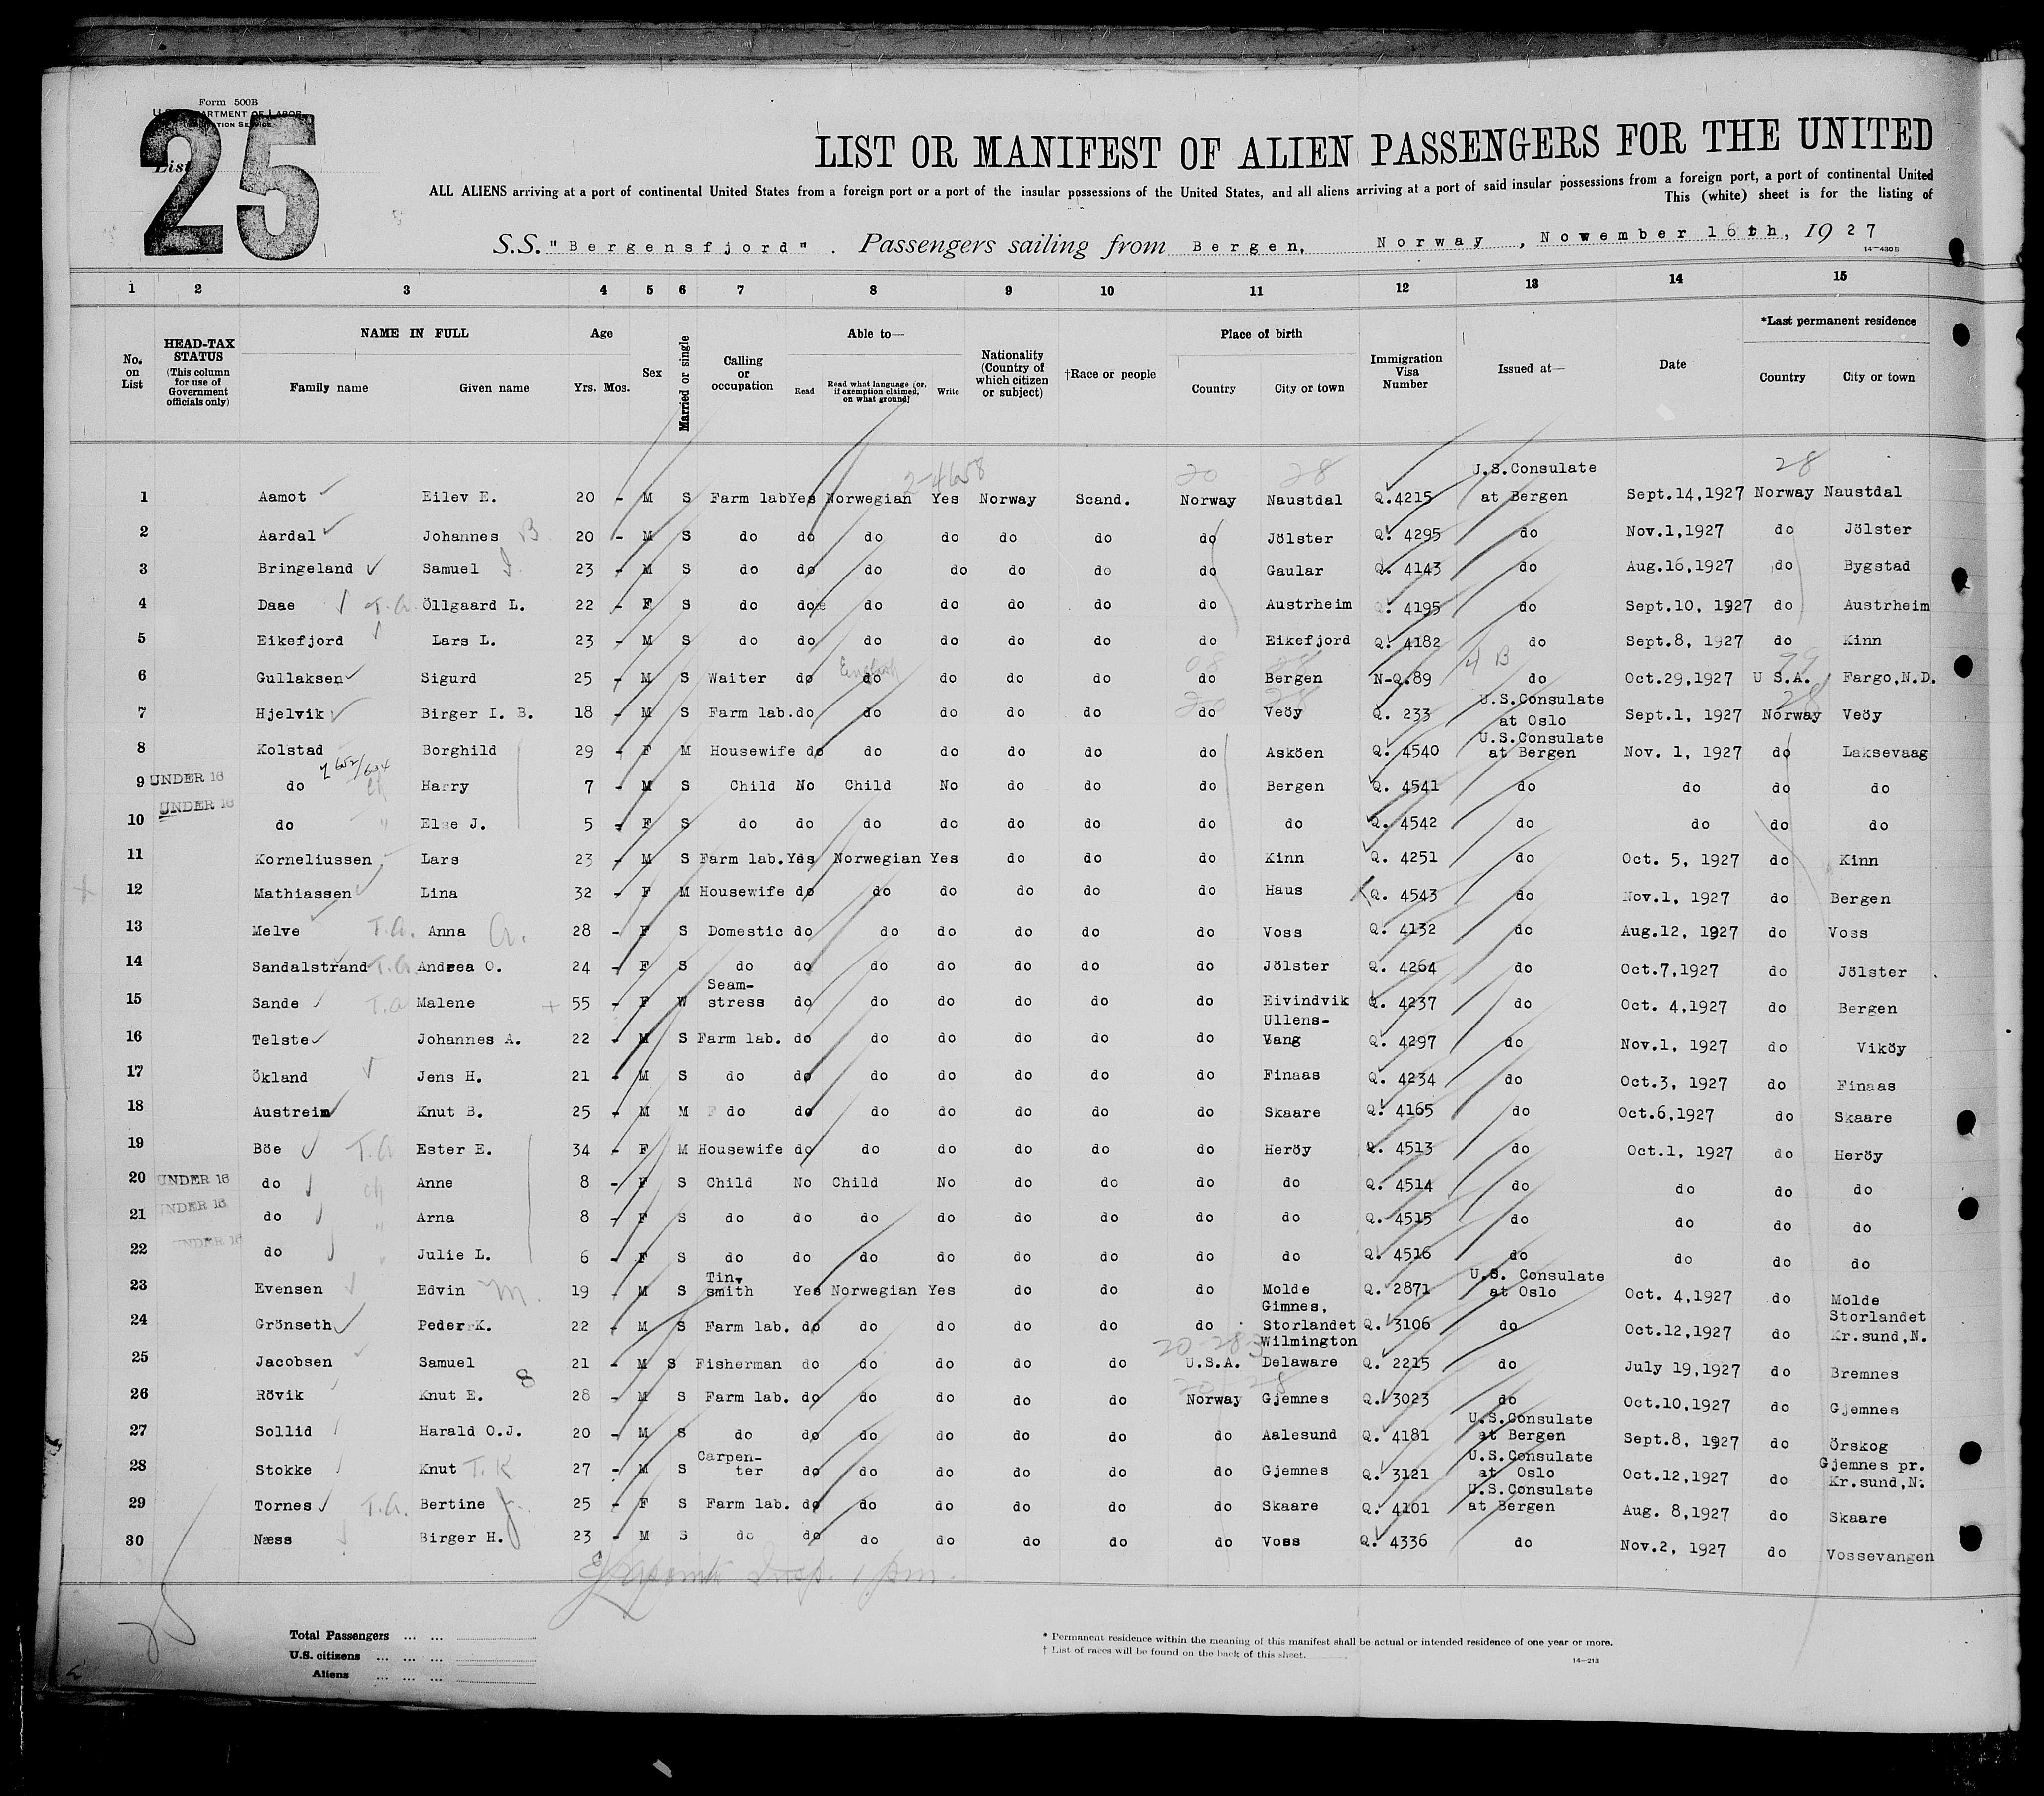 Form 500B
U.S. DEPARTMENT OF LABOR
List 25
LIST OR MANIFEST OF ALIEN PASSENGERS FOR THE UNITED
ALL ALIENS arriving at a port of continental United States from a foreign port or a port of the insular possessions of the United States, and all aliens arriving at a port of said insular possessions from a foreign port, a port of continental United
This (white) sheet is for the listing of
S.S. "Bergensfjord". Passengers sailing from Bergen, Norway, November 16th, 1927
14—430 B
1 2 3 4 5 6 7 8 9 10 11 12 13 14 15
No. on List HEAD-TAX STATUS (This column for use of Government officials only) NAME IN FULL Family name Given name Age Yrs. Mos. Sex Married or single Calling or occupation Able to— Read Read what language [or, if exemption claimed, on what ground] Write Nationality (Country of which citizen or subject) †Race or people Place of birth Country City or town Immigration Visa Number Issued at— Date *Last permanent residence Country City or town
2-4658 20 28 28
1 Aamot Eilev E. 20 - M S Farm lab Yes Norwegian Yes Norway Scand. Norway Naustdal Q.4215 U.S.Consulate at Bergen Sept.14,1927 Norway Naustdal
2 Aardal Johannes B 20 - M S do do do do do do do Jölster Q. 4295 do Nov.1,1927 do Jölster
3 Bringeland Samuel 23 - M S do do do do do do do Gaular Q. 4143 do Aug.16,1927 do Bygstad
4 Daae T.A. Öllgaard L. 22 - F S do do do do do do do Austrheim Q. 4195 do Sept.10, 1927 do Austrheim
5 Eikefjord Lars L. 23 - M S do do do do do do do Eikefjord Q. 4182 do Sept.8, 1927 do Kinn
English 4 B 99
6 Gullaksen Sigurd 25 - M S Waiter do do do do do do Bergen N-Q.89 do Oct.29,1927 U S.A. Fargo,N.D.
20 28 28
7 Hjelvik Birger I. B. 18 - M S Farm lab. do do do do do do Veöy Q. 233 U.S.Consulate at Oslo Sept.1, 1927 Norway Veöy
8 Kolstad Borghild 29 - F M Housewife do do do do do do Asköen Q. 4540 U.S.Consulate at Bergen Nov. 1, 1927 do Laksevaag
9 UNDER 16 do ch Harry 7 - M S Child No Child No do do do Bergen Q. 4541 do do do do
10 UNDER 16 do " Else J. 5 - F S do do do do do do do do Q. 4542 do do do do
11 Korneliussen Lars 23 - M S Farm lab. Yes Norwegian Yes do do do Kinn Q. 4251 do Oct. 5, 1927 do Kinn
12 Mathiassen Lina 32 - F M Housewife do do do do do do Haus Q. 4543 do Nov.1, 1927 do Bergen
13 Melve T.A. Anna A. 28 - F S Domestic do do do do do do Voss Q. 4132 do Aug.12, 1927 do Voss
14 Sandalstrand T.A. Andrea O. 24 - F S do do do do do do do Jölster Q. 4264 do Oct.7,1927 do Jölster
15 Sande T.A Malene 55 - F W Seam-stress do do do do do do Eivindvik Q. 4237 do Oct. 4,1927 do Bergen
16 Telste Johannes A. 22 - M S Farm lab. do do do do do do Ullens-Vang Q. 4297 do Nov.1, 1927 do Viköy
17 Ökland Jens H. 21 - M S do do do do do do do Finaas Q. 4234 do Oct.3, 1927 do Finaas
18 Austreim Knut B. 25 - M M do do do do do do do Skaare Q. 4165 do Oct.6,1927 do Skaare
19 Böe T.A Ester E. 34 - F M Housewife do do do do do do Heröy Q. 4513 do Oct.1, 1927 do Heröy
20 UNDER 16 do ch Anne 8 - F S Child No Child No do do do do Q. 4514 do do do do
21 UNDER 16 do " Arna 8 - F S do do do do do do do do Q. 4515 do do do do
22 UNDER 16 do " Julie L. 6 - F S do do do do do do do do Q. 4516 do do do do
23 Evensen Edvin M. 19 - M S Tin-smith Yes Norwegian Yes do do do Molde Q. 2871 U.S. Consulate at Oslo Oct. 4,1927 do Molde
24 Grönseth Peder K. 22 - M S Farm lab. do do do do do do Gimnes, Storlandet Q. 3106 do Oct.12,1927 do Storlandet Kr.sund,N.
25 Jacobsen Samuel 21 - M S Fisherman do do do do do U.S.A. Wilmington Delaware Q. 2215 do July 19,1927 do Bremnes
26 Rövik Knut E. 28 - M S Farm lab. do do do do do Norway Gjemnes Q. 3023 do Oct.10,1927 do Gjemnes
27 Sollid Harald O.J. 20 - M S do do do do do do do Aalesund Q. 4181 U.S.Consulate at Bergen Sept.8, 1927 do Örskog
28 Stokke Knut T.K 27 - M S Carpen-ter do do do do do do Gjemnes Q. 3121 U.S.Consulate at Oslo Oct.12,1927 do Gjemnes pr. Kr.sund,N.
29 Tornes T.A. Bertine J. 25 - F S Farm lab. do do do do do do Skaare Q. 4101 U.S.Consulate at Bergen Aug. 8,1927 do Skaare
30 Næss Birger H. 23 - M S do do do do do do do Voss Q. 4336 do Nov.2, 1927 do Vossevangen
Insp. 1 pm.
Total Passengers ... ...
U.S. citizens ... ... ...
Aliens ... ... ...
* Permanent residence within the meaning of this manifest shall be actual or intended residence of one year or more.
† List of races will be found on the back of this sheet.
14—213